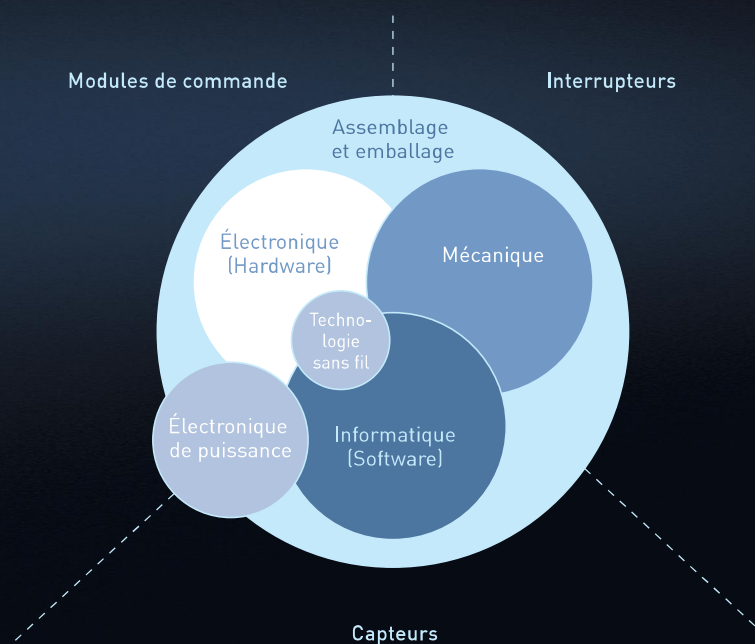 Modules de commande
Interrupteurs
Assemblage
et emballage
Électronique
(Hardware)
Mécanique
Techno-
logie
sans fil
Électronique
de puissance
Informatique
(Software)
Capteurs